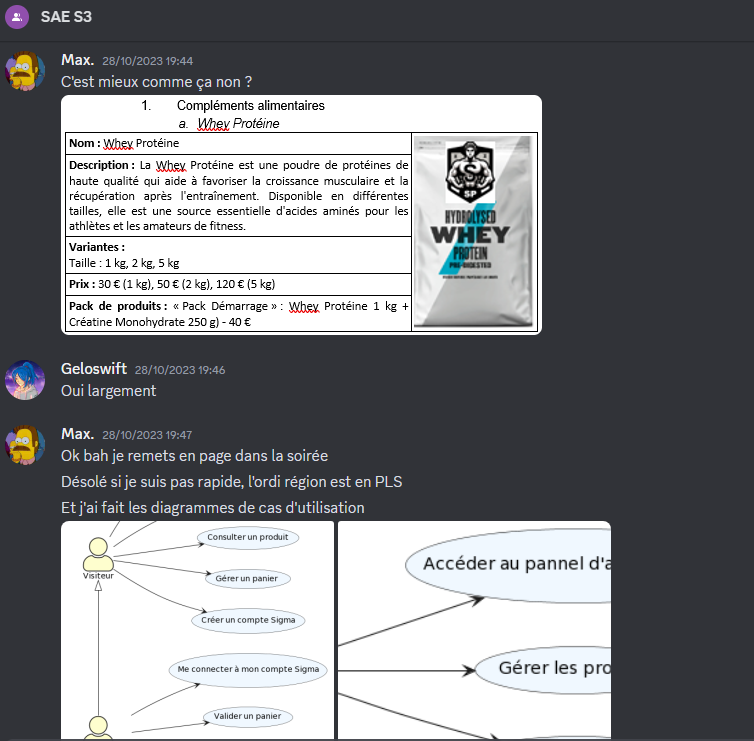 SAE S3
Max. 28/10/2023 19:44
C'est mieux comme ça non ?
1. Compléments alimentaires
a. Whey Protéine
Nom : Whey Protéine
Description : La Whey Protéine est une poudre de protéines de
haute qualité qui aide à favoriser la croissance musculaire et la
récupération après l'entraînement. Disponible en différentes
tailles, elle est une source essentielle d'acides aminés pour les
athlètes et les amateurs de fitness.
Variantes :
Taille : 1 kg, 2 kg, 5 kg
Prix : 30 € (1 kg), 50 € (2 kg), 120 € (5 kg)
Pack de produits : « Pack Démarrage » : Whey Protéine 1 kg +
Créatine Monohydrate 250 g) - 40 €
SP
HYDROLYSED
WHEY
PROTEIN
PRE-DIGESTED
Geloswift 28/10/2023 19:46
Oui largement
Max. 28/10/2023 19:47
Ok bah je remets en page dans la soirée
Désolé si je suis pas rapide, l'ordi région est en PLS
Et j'ai fait les diagrammes de cas d'utilisation
Visiteur
Consulter un produit
Gérer un panier
Créer un compte Sigma
Me connecter à mon compte Sigma
Valider un panier
Accéder au pannel d'a
Gérer les pro